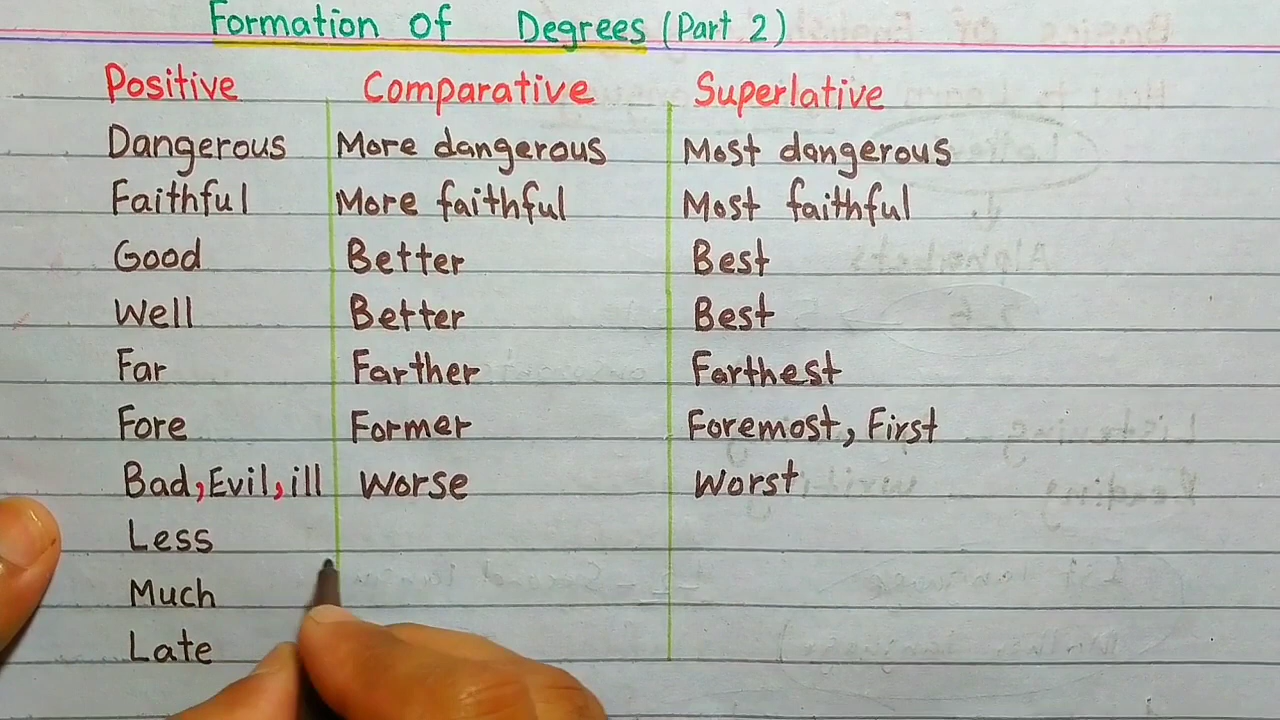 Formation of Degrees (Part 2)
Positive Comparative Superlative
Dangerous More dangerous Most dangerous
Faithful More faithful Most faithful
Good Better Best
Well Better Best
Far Farther Farthest
Fore Former Foremost, First
Bad, Evil, ill Worse Worst
Less
Much
Late